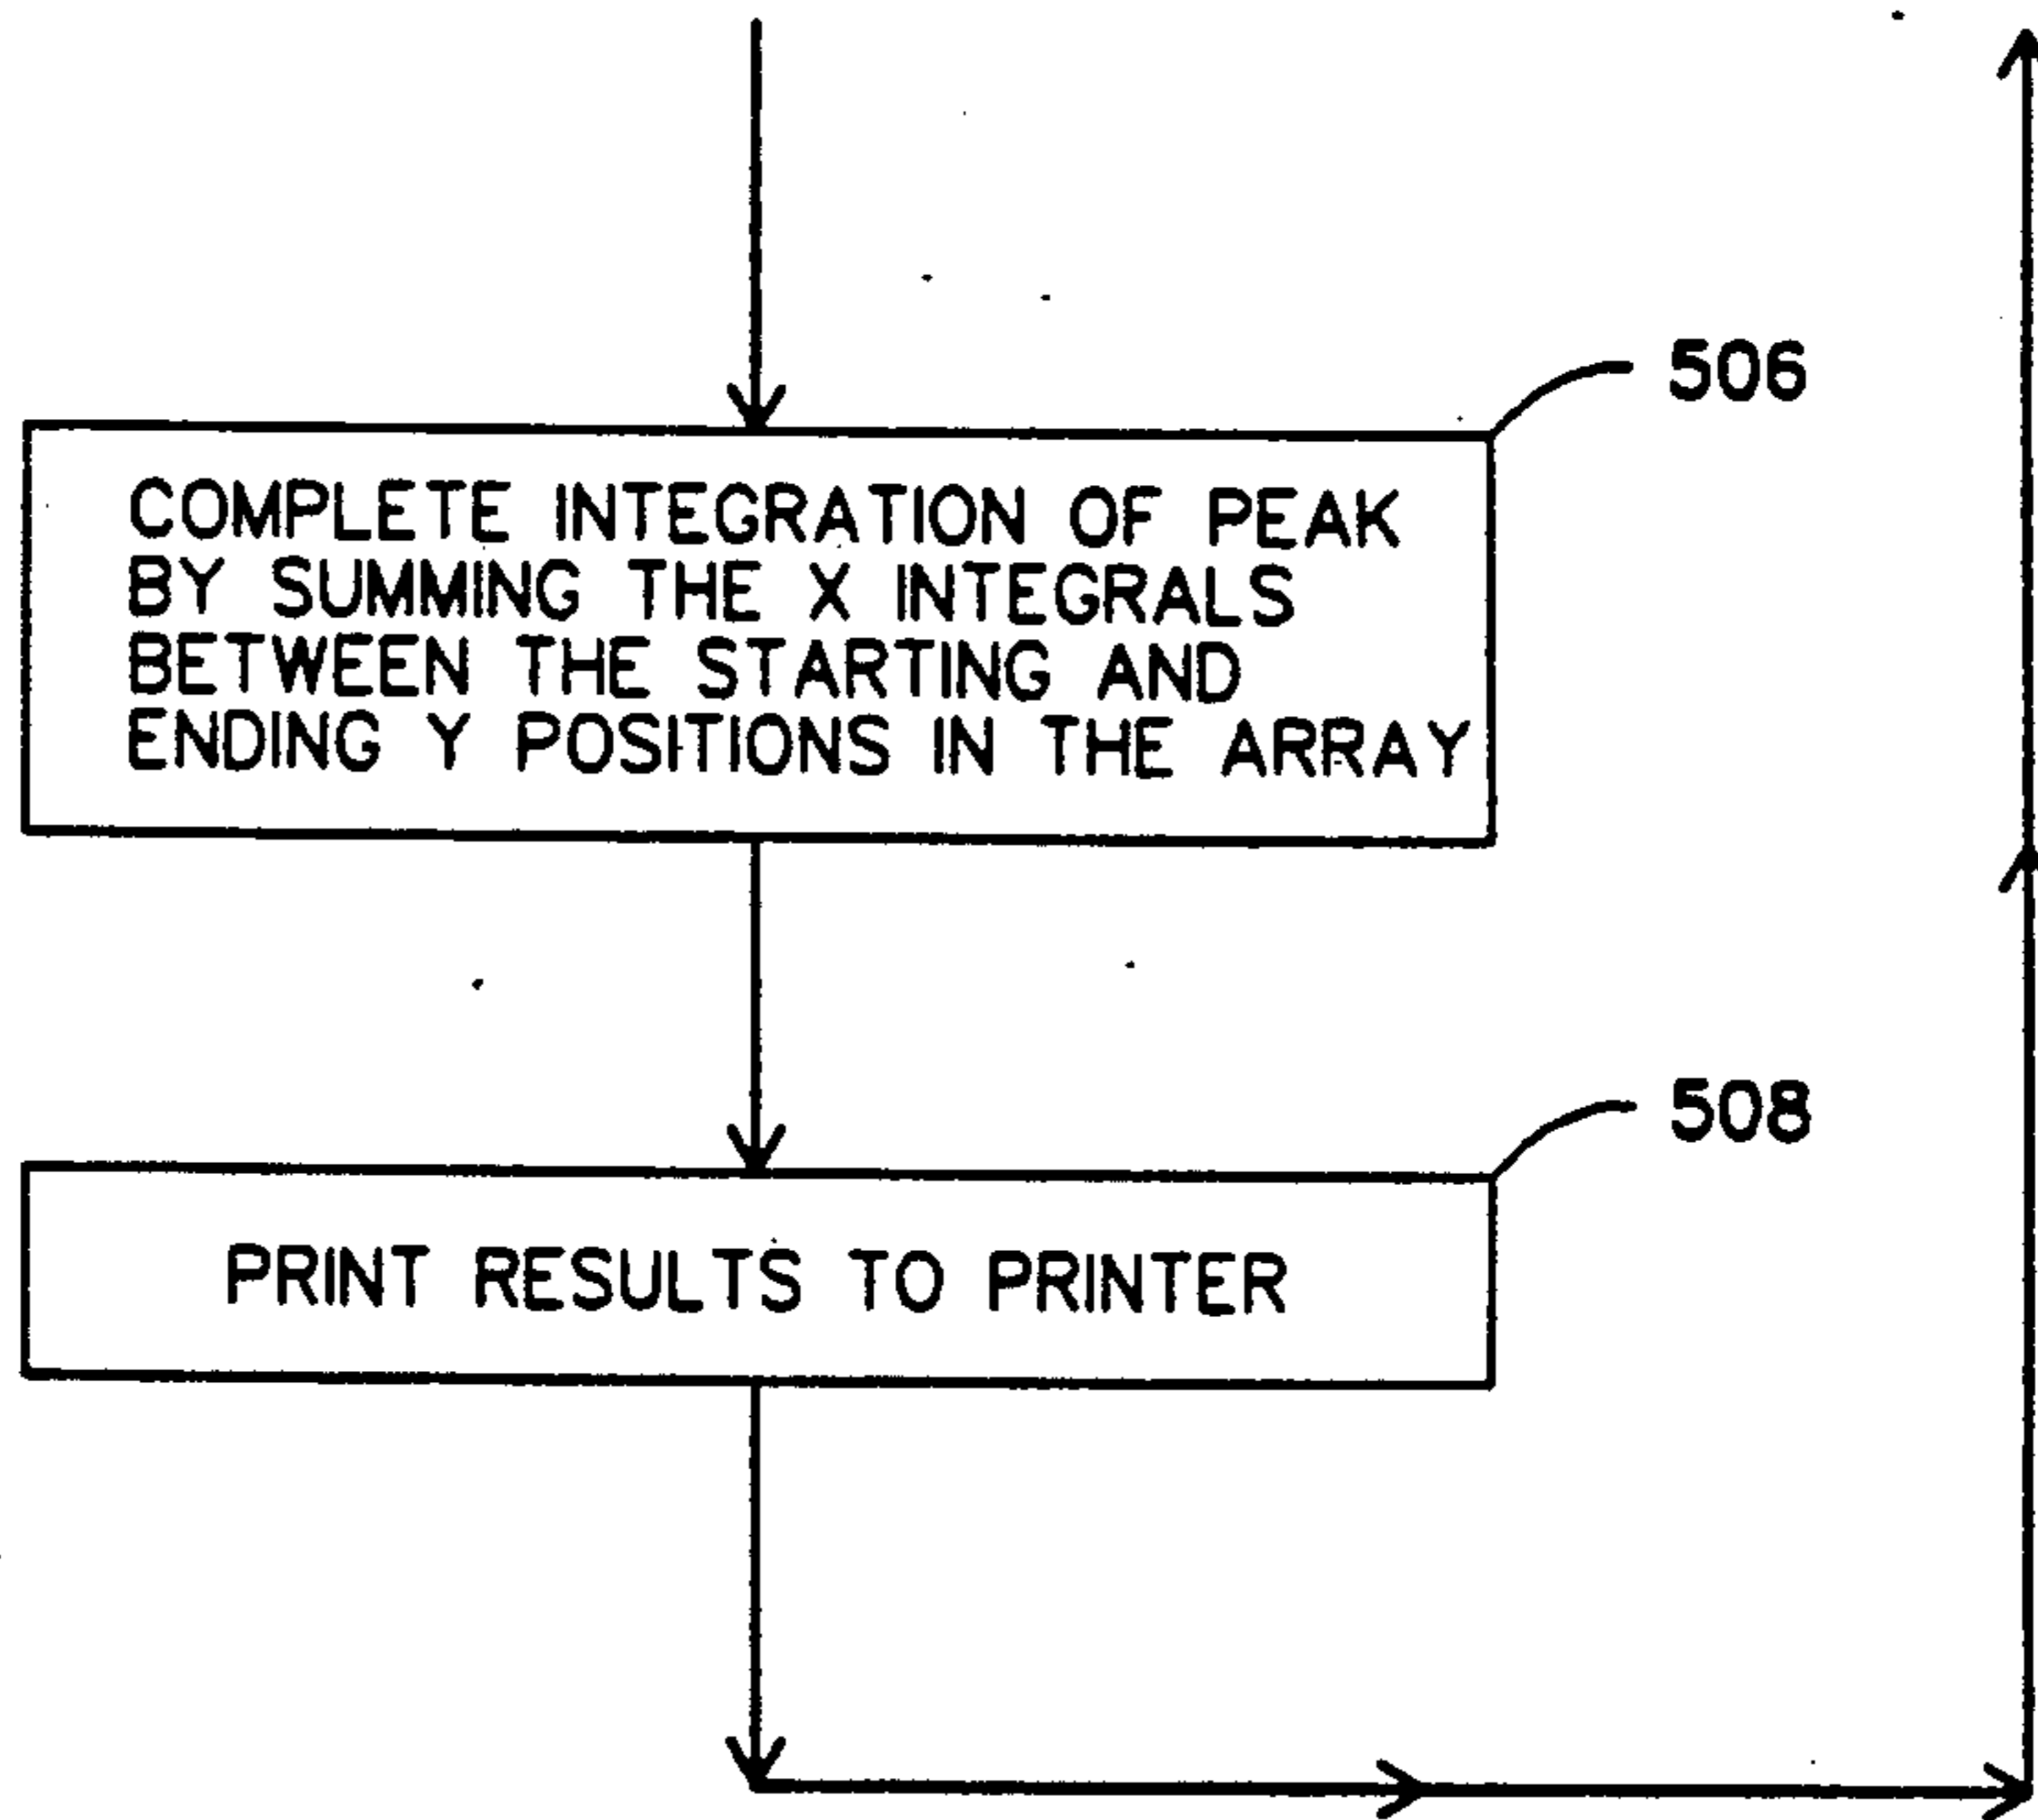 506
COMPLETE INTEGRATION OF PEAK
BY SUMMING THE X INTEGRALS
BETWEEN THE STARTING AND
ENDING Y POSITIONS IN THE ARRAY
508
PRINT RESULTS TO PRINTER